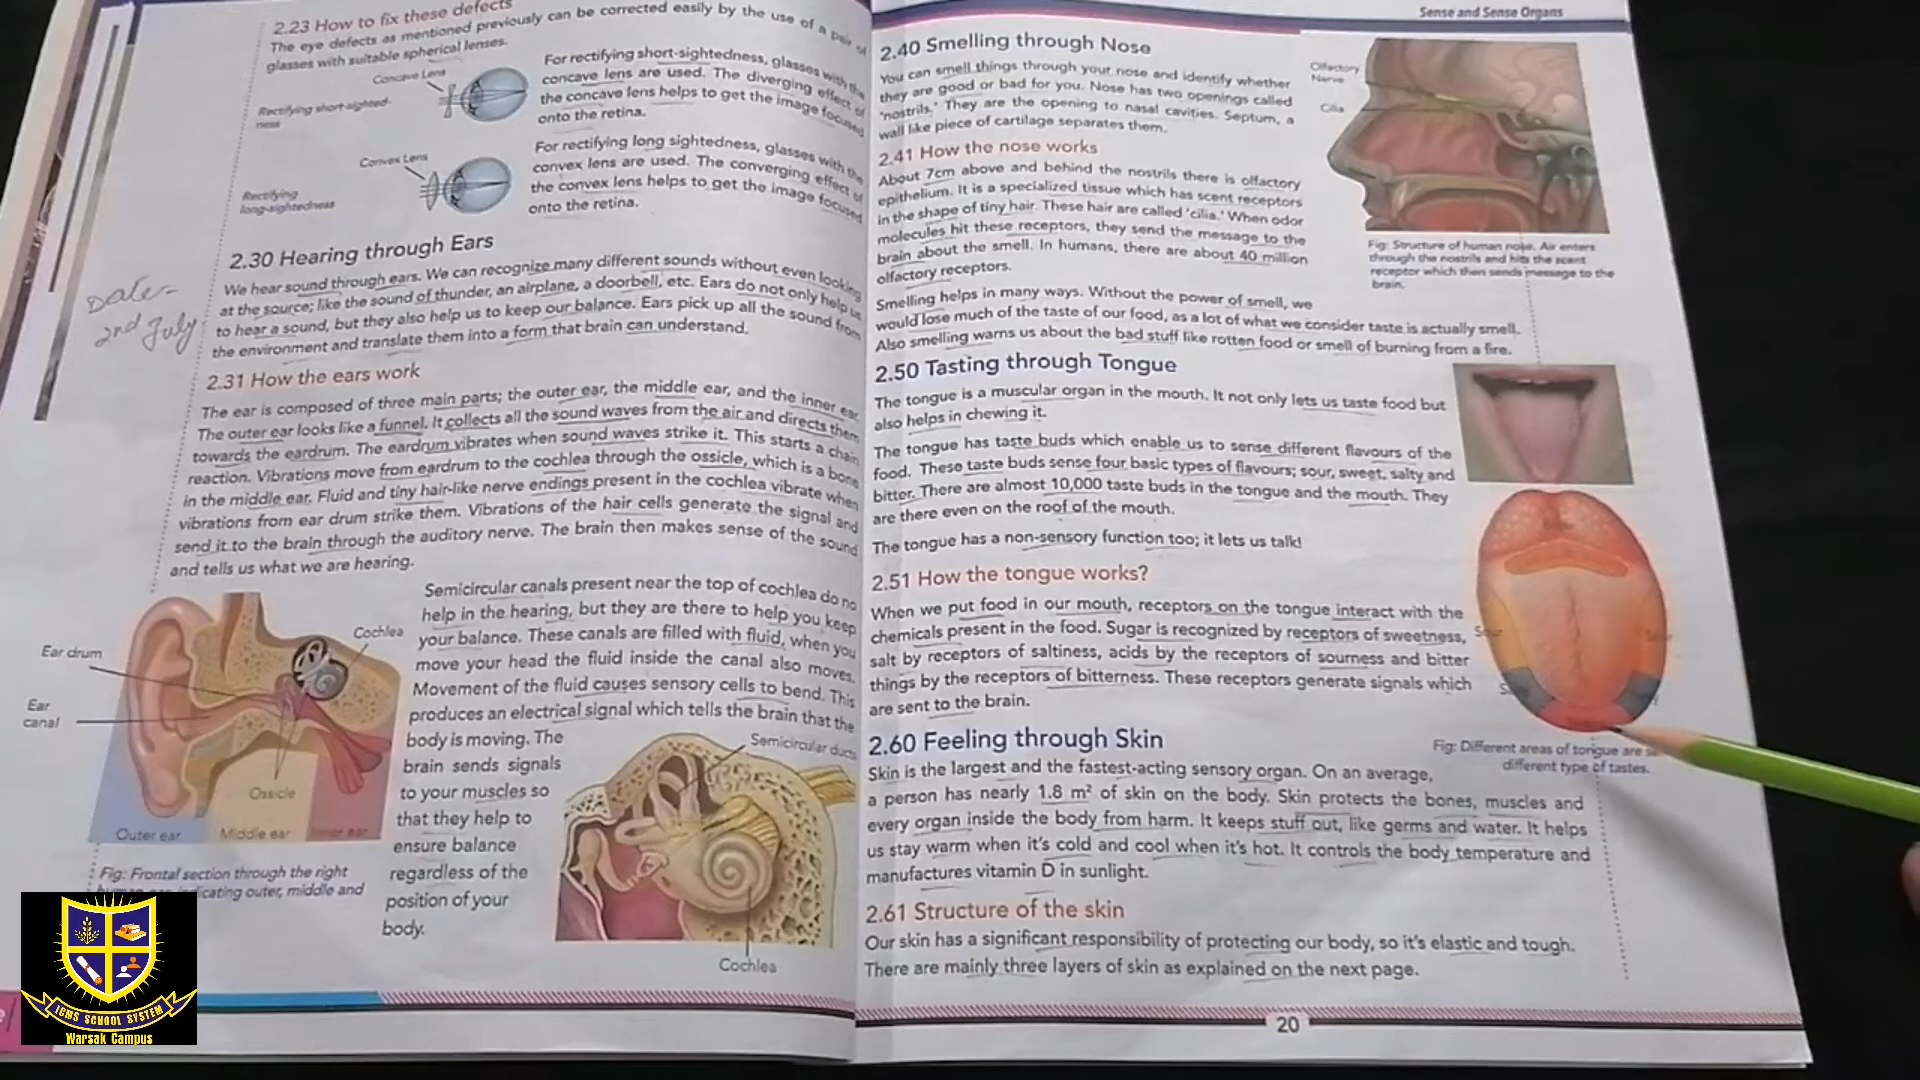 2.23 How to fix these defects
The eye defects as mentioned previously can be corrected easily by the use of a pair of
glasses with suitable spherical lenses.
Concave Lens
Rectifying short-sighted-
ness
For rectifying short-sightedness, glasses with the
concave lens are used. The diverging effect of
the concave lens helps to get the image focused
onto the retina.
Convex Lens
Rectifying
long-sightedness
For rectifying long sightedness, glasses with the
convex lens are used. The converging effect of
the convex lens helps to get the image focused
onto the retina.
Date-
2nd July
2.30 Hearing through Ears
We hear sound through ears. We can recognize many different sounds without even looking
at the source; like the sound of thunder, an airplane, a doorbell, etc. Ears do not only help us
to hear a sound, but they also help us to keep our balance. Ears pick up all the sound from
the environment and translate them into a form that brain can understand.
2.31 How the ears work
The ear is composed of three main parts; the outer ear, the middle ear, and the inner ear.
The outer ear looks like a funnel. It collects all the sound waves from the air and directs them
towards the eardrum. The eardrum vibrates when sound waves strike it. This starts a chain
reaction. Vibrations move from eardrum to the cochlea through the ossicle, which is a bone
in the middle ear. Fluid and tiny hair-like nerve endings present in the cochlea vibrate when
vibrations from ear drum strike them. Vibrations of the hair cells generate the signal and
send it to the brain through the auditory nerve. The brain then makes sense of the sound
and tells us what we are hearing.
Ear drum
Ear
canal
Cochlea
Ossicle
Outer ear
Middle ear
Inner ear
Fig: Frontal section through the right
icating outer, middle and
Semicircular canals present near the top of cochlea do no
help in the hearing, but they are there to help you keep
your balance. These canals are filled with fluid, when you
move your head the fluid inside the canal also moves.
Movement of the fluid causes sensory cells to bend. This
produces an electrical signal which tells the brain that the
body is moving. The
brain sends signals
to your muscles so
that they help to
ensure balance
regardless of the
position of your
body.
Semicircular ducts
Cochlea
IGMS SCHOOL SYSTEM
Warsak Campus
Sense and Sense Organs
2.40 Smelling through Nose
You can smell things through your nose and identify whether
they are good or bad for you. Nose has two openings called
'nostrils.' They are the opening to nasal cavities. Septum, a
wall like piece of cartilage separates them.
Olfactory
Nerve
Cilia
2.41 How the nose works
About 7cm above and behind the nostrils there is olfactory
epithelium. It is a specialized tissue which has scent receptors
in the shape of tiny hair. These hair are called 'cilia.' When odor
molecules hit these receptors, they send the message to the
brain about the smell. In humans, there are about 40 million
olfactory receptors.
Fig: Structure of human nose. Air enters
through the nostrils and hits the scent
receptor which then sends message to the
brain.
Smelling helps in many ways. Without the power of smell, we
would lose much of the taste of our food, as a lot of what we consider taste is actually smell.
Also smelling warns us about the bad stuff like rotten food or smell of burning from a fire.
2.50 Tasting through Tongue
The tongue is a muscular organ in the mouth. It not only lets us taste food but
also helps in chewing it.
The tongue has taste buds which enable us to sense different flavours of the
food. These taste buds sense four basic types of flavours; sour, sweet, salty and
bitter. There are almost 10,000 taste buds in the tongue and the mouth. They
are there even on the roof of the mouth.
The tongue has a non-sensory function too; it lets us talk!
2.51 How the tongue works?
When we put food in our mouth, receptors on the tongue interact with the
chemicals present in the food. Sugar is recognized by receptors of sweetness,
salt by receptors of saltiness, acids by the receptors of sourness and bitter
things by the receptors of bitterness. These receptors generate signals which
are sent to the brain.
Sour
Sour
Fig: Different areas of tongue are
different type of tastes.
2.60 Feeling through Skin
Skin is the largest and the fastest-acting sensory organ. On an average,
a person has nearly 1.8 m² of skin on the body. Skin protects the bones, muscles and
every organ inside the body from harm. It keeps stuff out, like germs and water. It helps
us stay warm when it's cold and cool when it's hot. It controls the body temperature and
manufactures vitamin D in sunlight.
2.61 Structure of the skin
Our skin has a significant responsibility of protecting our body, so it's elastic and tough.
There are mainly three layers of skin as explained on the next page.
20